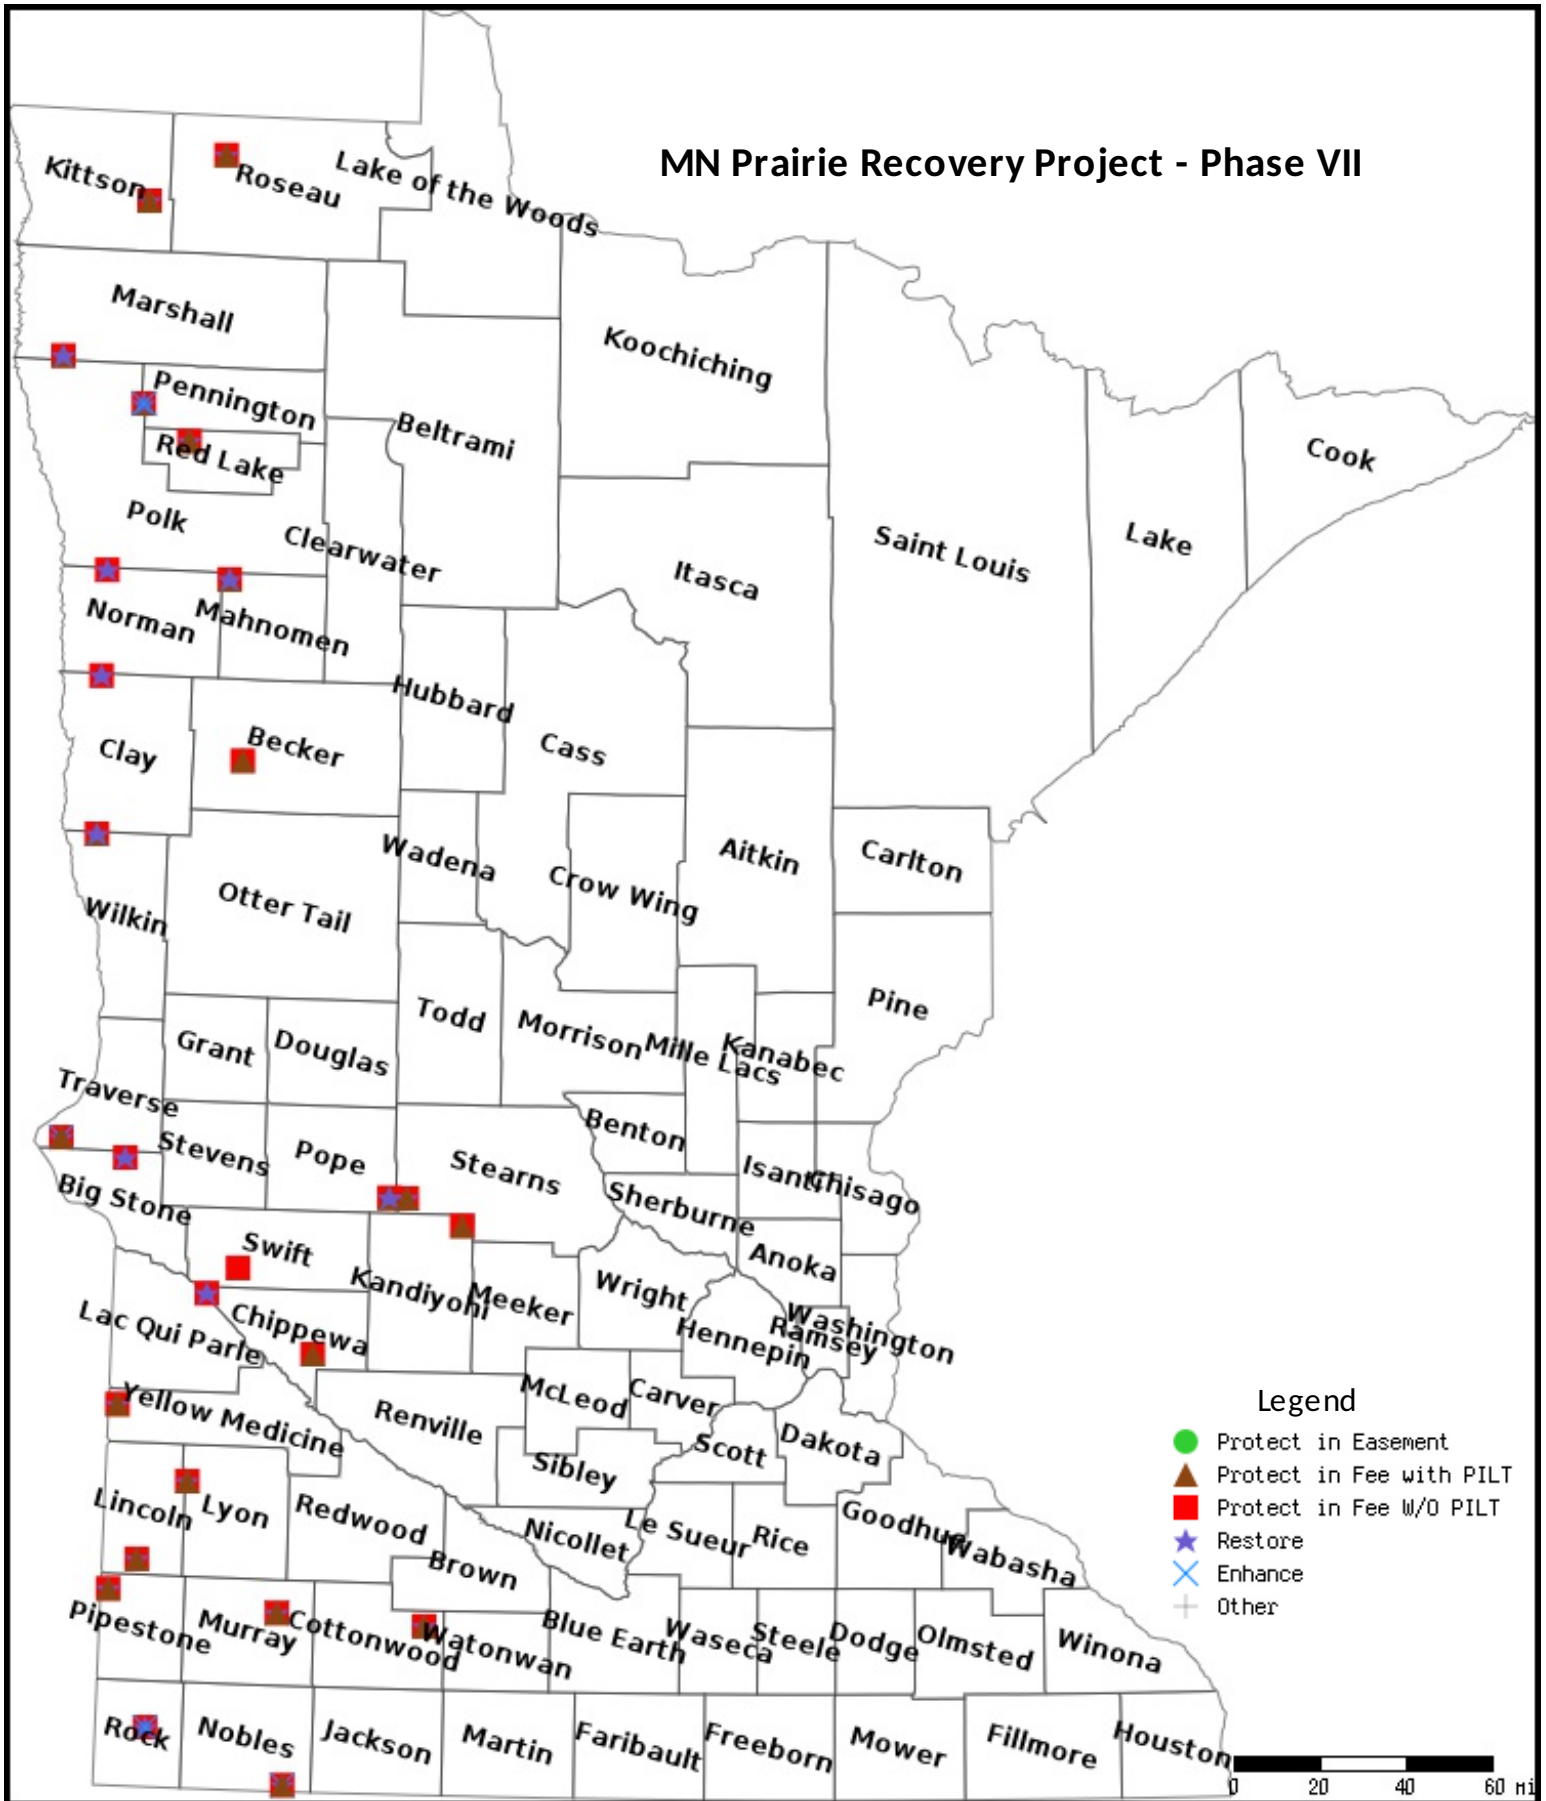 MN Prairie Recovery Project - Phase VII
Kittson
Roseau
Lake of the Woods
Marshall
Koochiching
Pennington
Beltrami
Red Lake
Cook
Polk
Clearwater
Saint Louis
Lake
Itasca
Norman
Mahnomen
Hubbard
Cass
Clay
Becker
Wadena
Aitkin
Carlton
Crow Wing
Otter Tail
Wilkin
Pine
Todd
Morrison
Mille Lacs
Kanabec
Grant
Douglas
Traverse
Benton
Stevens
Pope
Stearns
Isanti
Chisago
Big Stone
Sherburne
Swift
Anoka
Kandiyohi
Meeker
Wright
Lac Qui Parle
Chippewa
Hennepin
Ramsey
Washington
Yellow Medicine
McLeod
Carver
Renville
Scott
Dakota
Sibley
Lincoln
Lyon
Redwood
Nicollet
Le Sueur
Rice
Goodhue
Wabasha
Brown
Pipestone
Murray
Cottonwood
Watonwan
Blue Earth
Waseca
Steele
Dodge
Olmsted
Winona
Rock
Nobles
Jackson
Martin
Faribault
Freeborn
Mower
Fillmore
Houston
Legend
Protect in Easement
Protect in Fee with PILT
Protect in Fee W/O PILT
Restore
Enhance
Other
0 20 40 60 mi